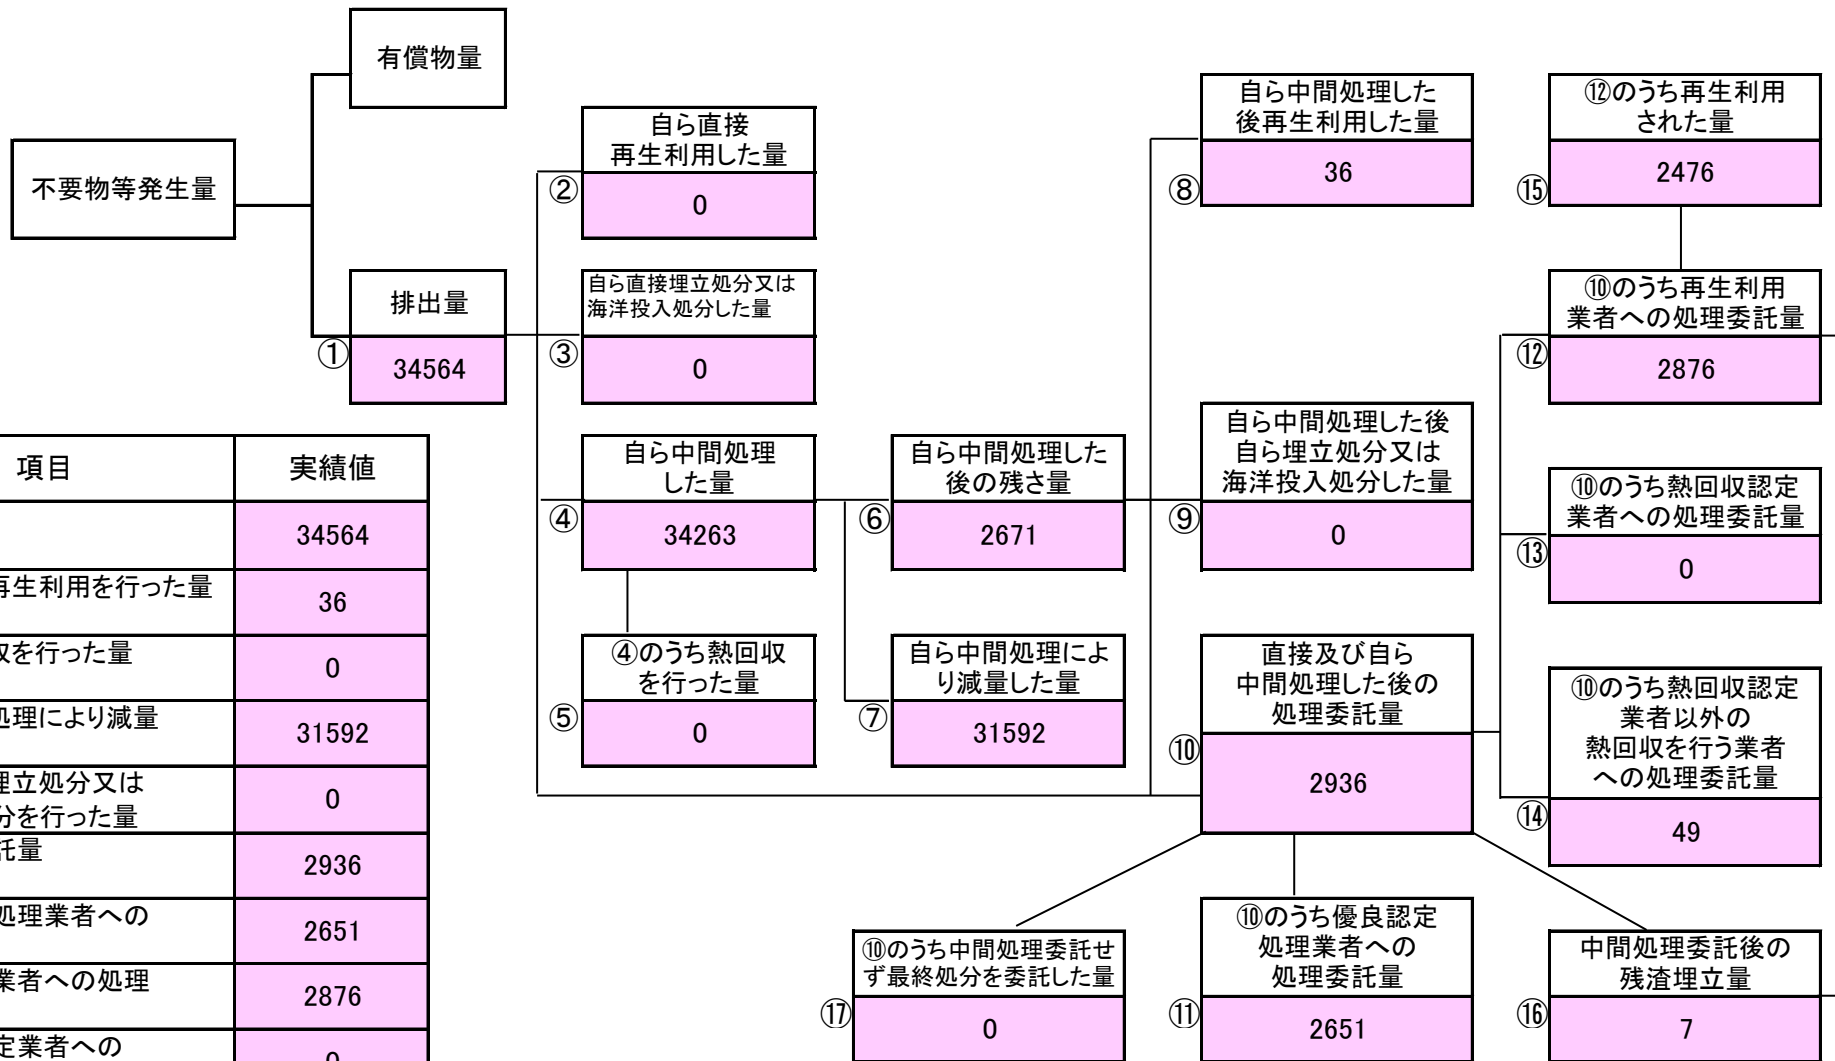 有償物量
不要物等発生量
排出量
①
34564
自ら直接
再生利用した量
②
0
自ら直接埋立処分又は
海洋投入処分した量
③
0
自ら中間処理
した量
④
34263
④のうち熱回収
を行った量
⑤
0
自ら中間処理した
後の残さ量
⑥
2671
自ら中間処理によ
り減量した量
⑦
31592
自ら中間処理した
後再生利用した量
⑧
36
自ら中間処理した後
自ら埋立処分又は
海洋投入処分した量
⑨
0
直接及び自ら
中間処理した後の
処理委託量
⑩
2936
⑫のうち再生利用
された量
⑮
2476
⑩のうち再生利用
業者への処理委託量
⑫
2876
⑩のうち熱回収認定
業者への処理委託量
⑬
0
⑩のうち熱回収認定
業者以外の
熱回収を行う業者
への処理委託量
⑭
49
⑩のうち中間処理委託せ
ず最終処分を委託した量
⑰
0
⑩のうち優良認定
処理業者への
処理委託量
⑪
2651
中間処理委託後の
残渣埋立量
⑯
7
項目 実績値
34564
再生利用を行った量 36
を行った量 0
処理により減量 31592
埋立処分又は
分を行った量 0
託量 2936
処理業者への 2651
業者への処理 2876
定業者への 0